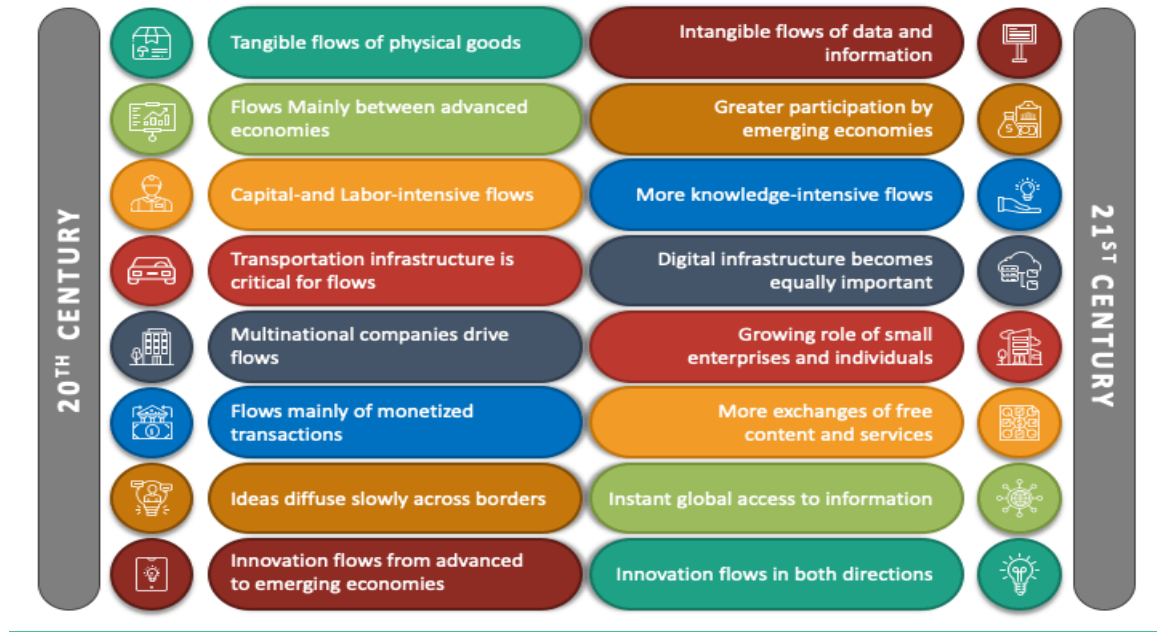 20TH CENTURY
Tangible flows of physical goods
Intangible flows of data and
information
Flows Mainly between advanced
economies
Greater participation by
emerging economies
Capital-and Labor-intensive flows
More knowledge-intensive flows
Transportation infrastructure is
critical for flows
Digital infrastructure becomes
equally important
Multinational companies drive
flows
Growing role of small
enterprises and individuals
Flows mainly of monetized
transactions
More exchanges of free
content and services
Ideas diffuse slowly across borders
Instant global access to information
Innovation flows from advanced
to emerging economies
Innovation flows in both directions
21ST CENTURY